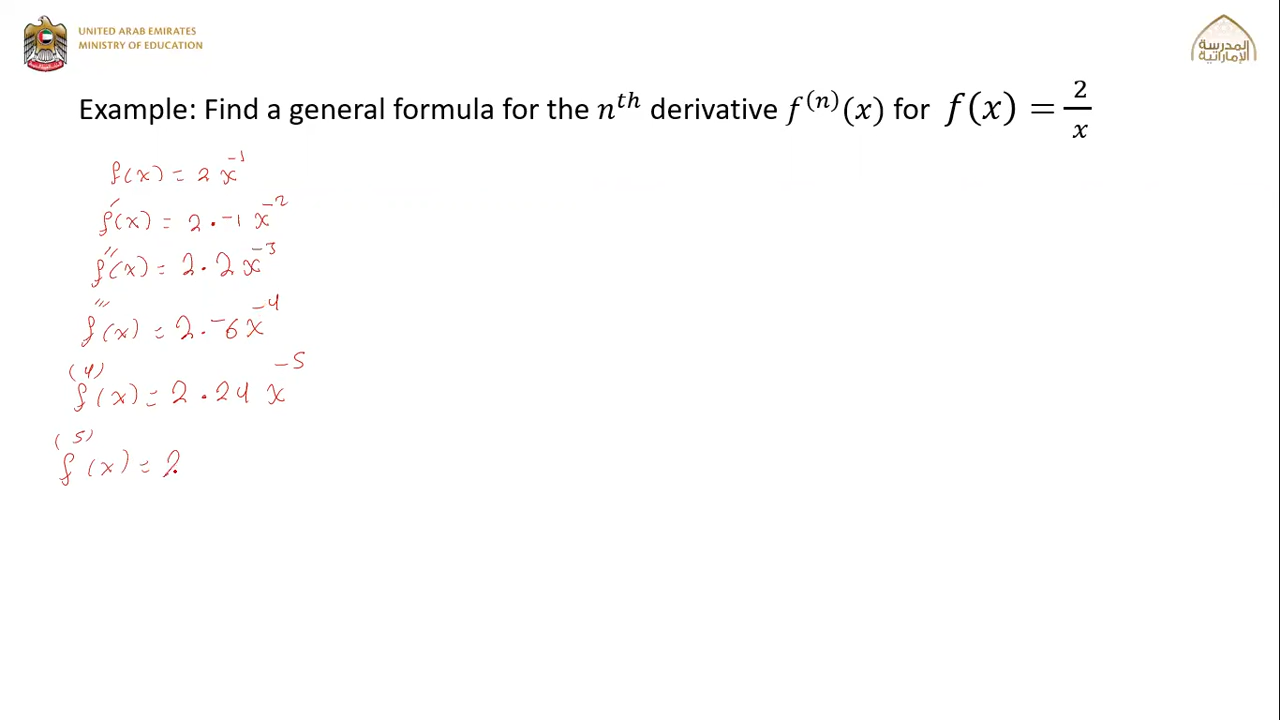 UNITED ARAB EMIRATES
MINISTRY OF EDUCATION
المدرسة
الإماراتية
Example: Find a general formula for the nᵗʰ derivative f⁽ⁿ⁾(x) for f(x) = 2/x
f(x) = 2 x⁻¹
f′(x) = 2 · -1 x⁻²
f″(x) = 2 · 2 x⁻³
f‴(x) = 2 · -6 x⁻⁴
f⁽⁴⁾(x) = 2 · 24 x⁻⁵
f⁽⁵⁾(x) = 2